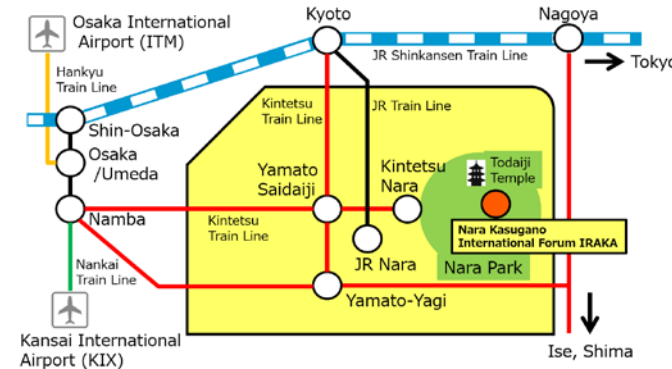 Osaka International
Airport (ITM)
Kyoto
Nagoya
JR Shinkansen Train Line
Tokyo
Hankyu
Train Line
Kintetsu
Train Line
JR Train Line
Shin-Osaka
Osaka
/Umeda
Yamato
Saidaiji
Kintetsu
Nara
Todaiji
Temple
Namba
Kintetsu
Train Line
Nara Kasugano
International Forum IRAKA
JR Nara
Nara Park
Nankai
Train Line
Yamato-Yagi
Kansai International
Airport (KIX)
Ise, Shima